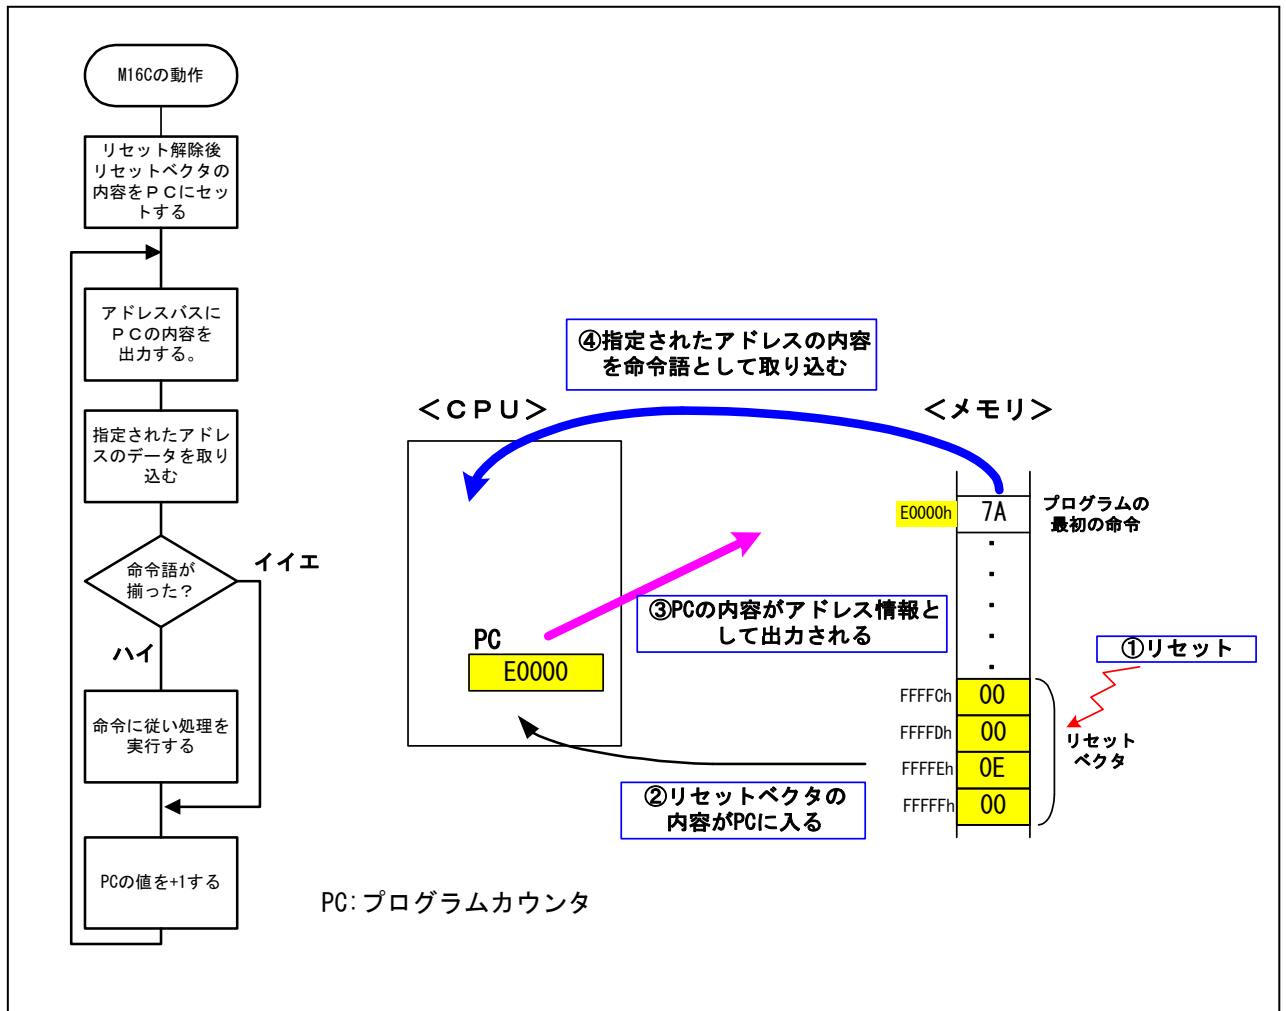 M16Cの動作
リセット解除後
リセットベクタの
内容をＰＣにセッ
トする
アドレスバスに
ＰＣの内容を
出力する。
指定されたアドレ
スのデータを取り
込む
命令語が
揃った？
イイエ
ハイ
命令に従い処理を
実行する
PCの値を+1する
④指定されたアドレスの内容
を命令語として取り込む
＜ＣＰＵ＞
＜メモリ＞
E0000h
7A
プログラムの
最初の命令
③PCの内容がアドレス情報と
して出力される
PC
E0000
①リセット
FFFFCh
00
FFFFDh
00
FFFFEh
0E
FFFFFh
00
リセット
ベクタ
②リセットベクタの
内容がPCに入る
PC:プログラムカウンタ